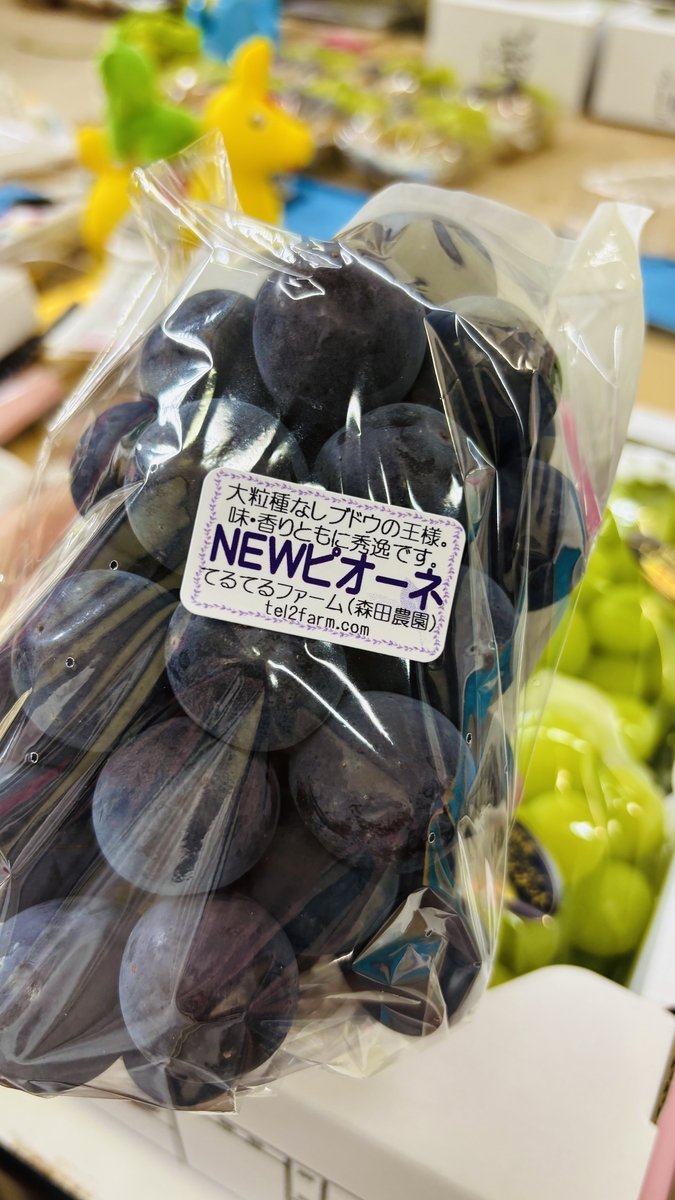 大粒種なしブドウの王様。
味・香りともに秀逸です。
NEWピオーネ
てるてるファーム(森田農園)
tel2farm.com